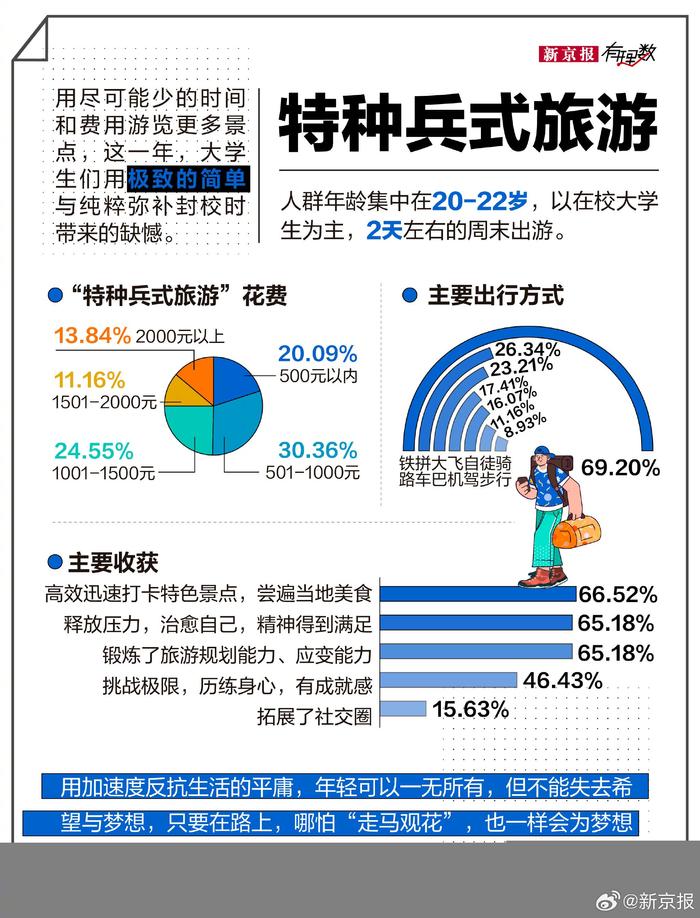 新京报 有理数
特种兵式旅游
用尽可能少的时间
和费用游览更多景
点，这一年，大学
生们用极致的简单
与纯粹弥补封校时
带来的缺憾。
人群年龄集中在20-22岁，以在校大学
生为主，2天左右的周末出游。
“特种兵式旅游”花费
13.84% 2000元以上
20.09%
500元以内
11.16%
1501-2000元
24.55%
1001-1500元
30.36%
501-1000元
主要出行方式
26.34%
23.21%
17.41%
16.07%
11.16%
8.93%
铁拼大飞自徒骑
路车巴机驾步行
69.20%
主要收获
高效迅速打卡特色景点，尝遍当地美食 66.52%
释放压力，治愈自己，精神得到满足 65.18%
锻炼了旅游规划能力、应变能力 65.18%
挑战极限，历练身心，有成就感 46.43%
拓展了社交圈 15.63%
用加速度反抗生活的平庸，年轻可以一无所有，但不能失去希
望与梦想，只要在路上，哪怕“走马观花”，也一样会为梦想
@新京报